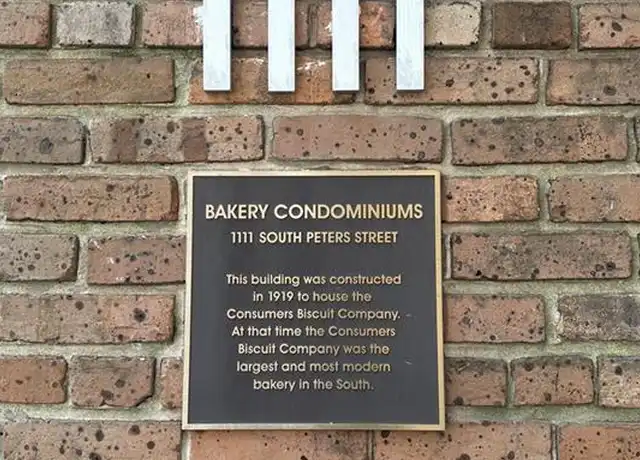 BAKERY CONDOMINIUMS
1111 SOUTH PETERS STREET
This building was constructed
in 1919 to house the
Consumers Biscuit Company.
At that time the Consumers
Biscuit Company was the
largest and most modern
bakery in the South.